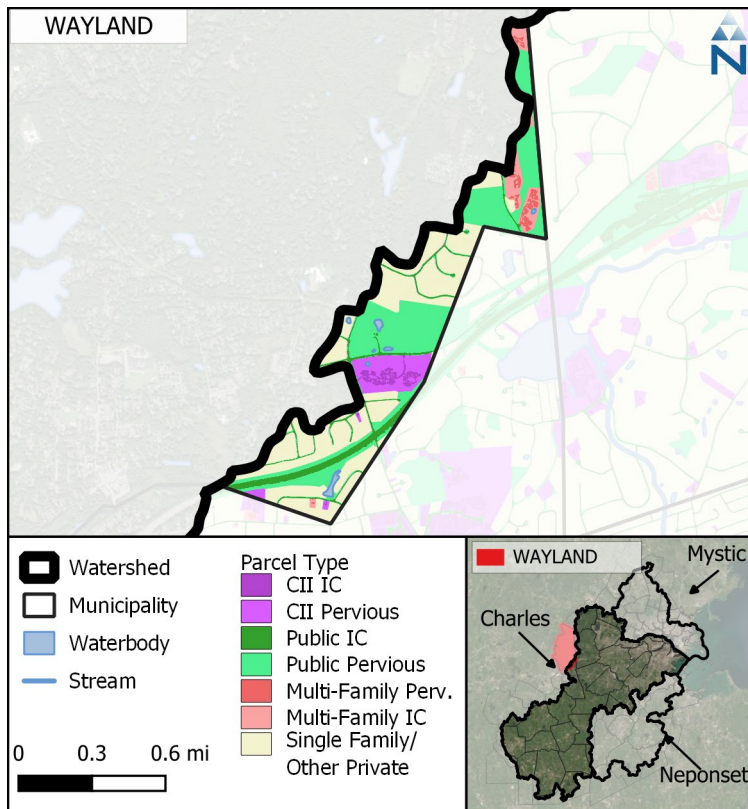 WAYLAND
N
Watershed
Municipality
Waterbody
Stream
0 0.3 0.6 mi
Parcel Type
CII IC
CII Pervious
Public IC
Public Pervious
Multi-Family Perv.
Multi-Family IC
Single Family/
Other Private
WAYLAND
Mystic
Charles
Neponset